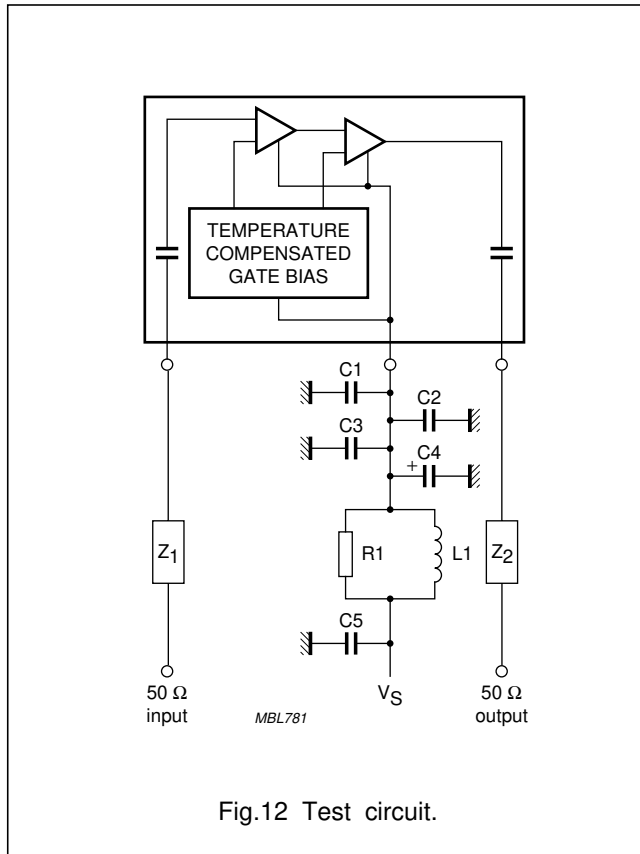 TEMPERATURE
COMPENSATED
GATE BIAS
C1
C2
C3
+ C4
Z1
R1
L1
Z2
C5
VS
50 Ω
input
MBL781
50 Ω
output
Fig.12 Test circuit.